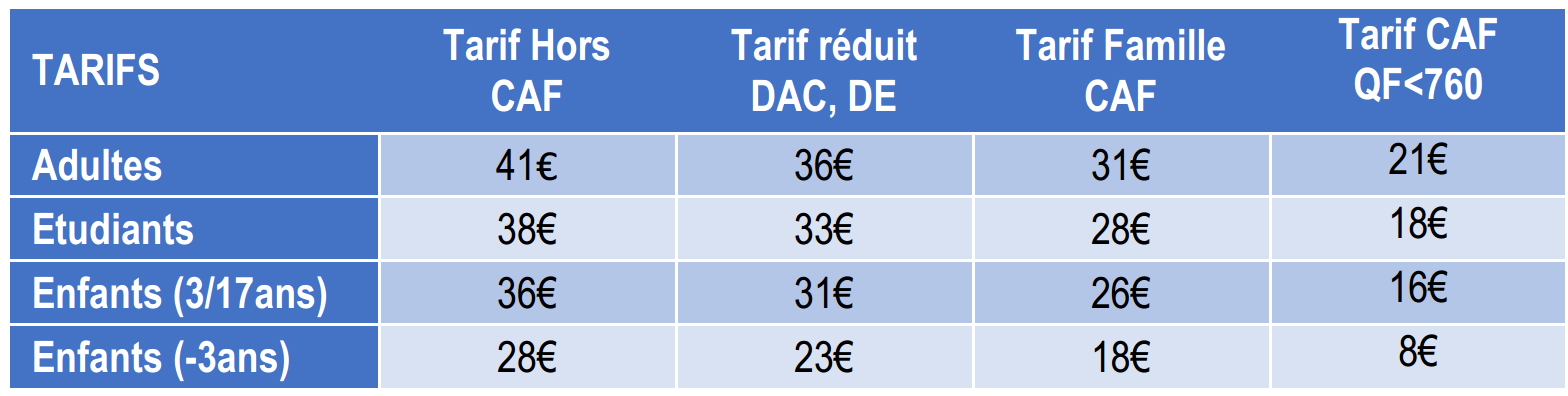 TARIFS Tarif Hors CAF Tarif réduit DAC, DE Tarif Famille CAF Tarif CAF QF<760
Adultes 41€ 36€ 31€ 21€
Etudiants 38€ 33€ 28€ 18€
Enfants (3/17ans) 36€ 31€ 26€ 16€
Enfants (-3ans) 28€ 23€ 18€ 8€